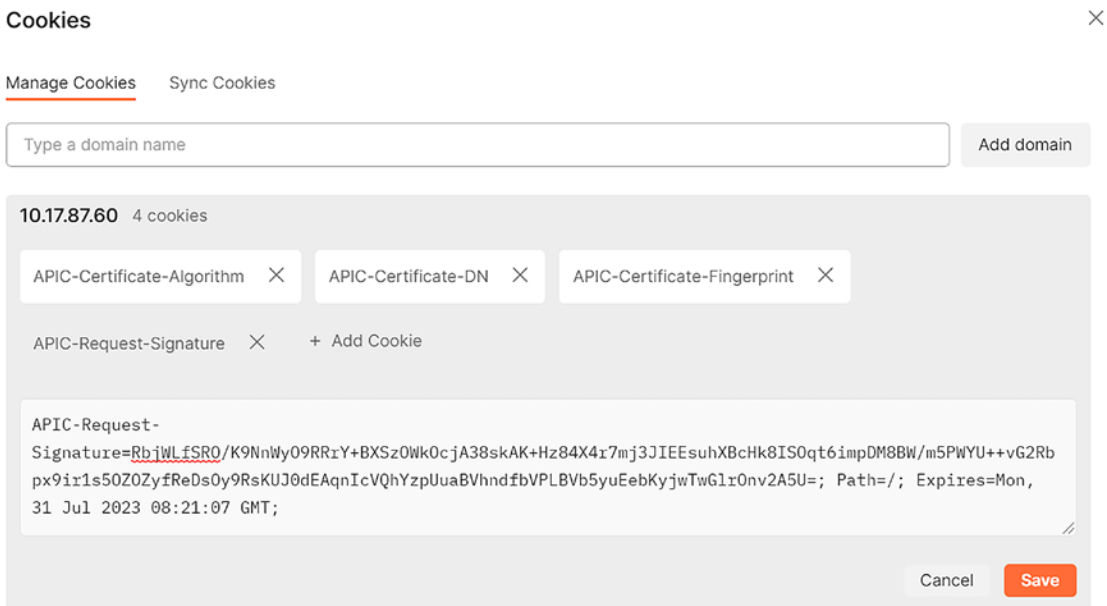 Cookies
Manage Cookies Sync Cookies
Type a domain name Add domain
10.17.87.60 4 cookies
APIC-Certificate-Algorithm APIC-Certificate-DN APIC-Certificate-Fingerprint
APIC-Request-Signature + Add Cookie
APIC-Request-
Signature=RbjWLfSRO/K9NnWyO9RRrY+BXSzOWkOcjA38skAK+Hz84X4r7mj3JIEEsuhXBcHk8ISOqt6impDM8BW/m5PWYU++vG2Rb
px9ir1s5OZOZyfReDsOy9RsKUJ0dEAqnIcVQhYzpUuaBVhndfbVPLBVb5yuEebKyjwTwGlrOnv2A5U=; Path=/; Expires=Mon,
31 Jul 2023 08:21:07 GMT;
Cancel Save